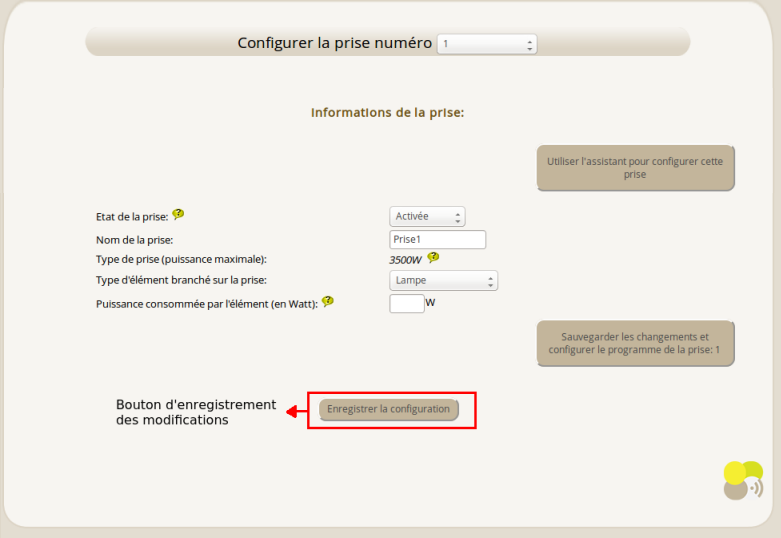 Configurer la prise numéro 1
Informations de la prise:
Utiliser l'assistant pour configurer cette
prise
Etat de la prise: ? Activée
Nom de la prise: Prise1
Type de prise (puissance maximale): 3500W ?
Type d'élément branché sur la prise: Lampe
Puissance consommée par l'élément (en Watt): ? W
Sauvegarder les changements et
configurer le programme de la prise: 1
Bouton d'enregistrement
des modifications
Enregistrer la configuration